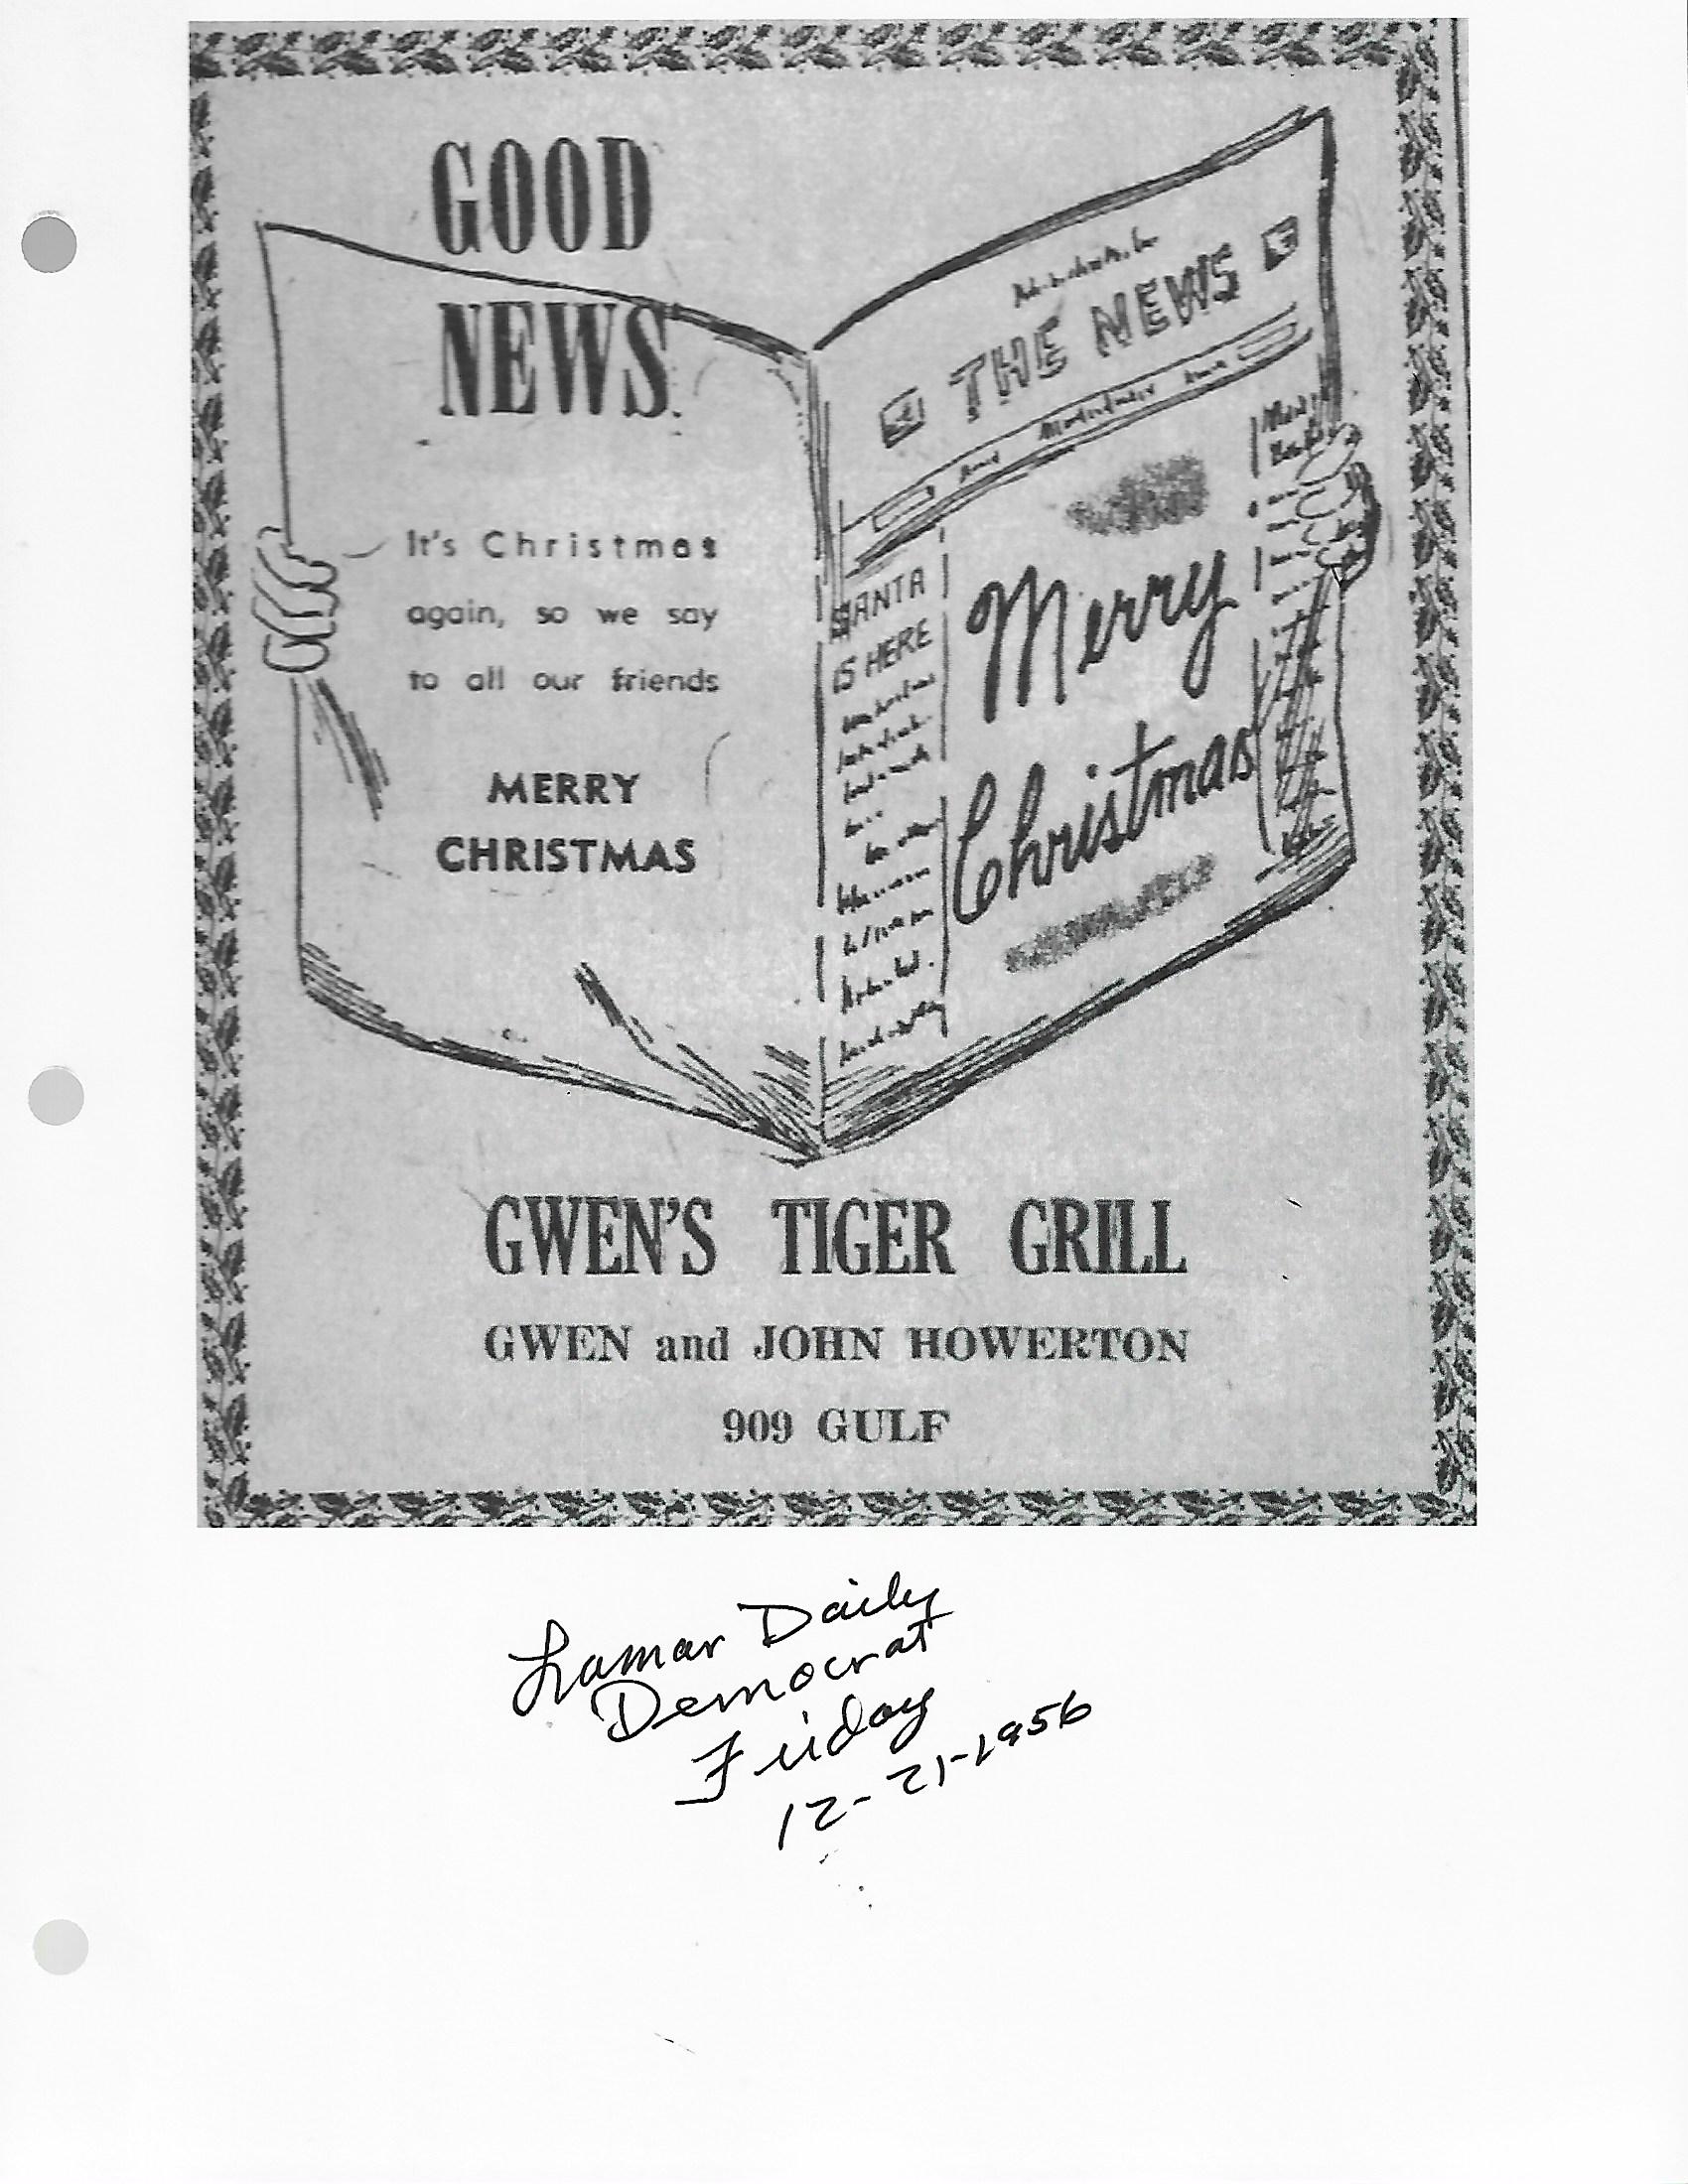 GOOD
NEWS
It's Christmas
again, so we say
to all our friends
MERRY
CHRISTMAS
THE NEWS
SANTA
IS HERE
Merry
Christmas
GWEN'S TIGER GRILL
GWEN and JOHN HOWERTON
909 GULF
Lamar Daily
Democrat
Friday
12-21-1956